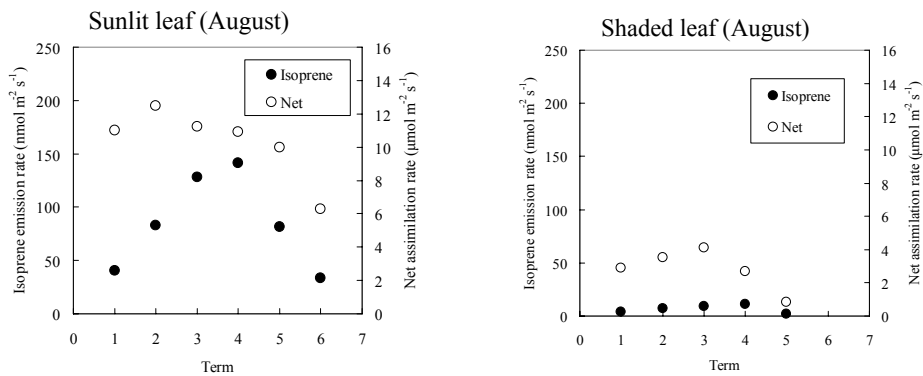 Sunlit leaf (August)
Isoprene emission rate (nmol m⁻² s⁻¹)
250
200
150
100
50
0
Isoprene
Net
16
14
12
10
8
6
4
2
0
Net assimilation rate (μmol m⁻² s⁻¹)
0 1 2 3 4 5 6 7
Term
Shaded leaf (August)
Isoprene emission rate (nmol m⁻² s⁻¹)
250
200
150
100
50
0
Isoprene
Net
16
14
12
10
8
6
4
2
0
Net assimilation rate (μmol m⁻² s⁻¹)
0 1 2 3 4 5 6 7
Term